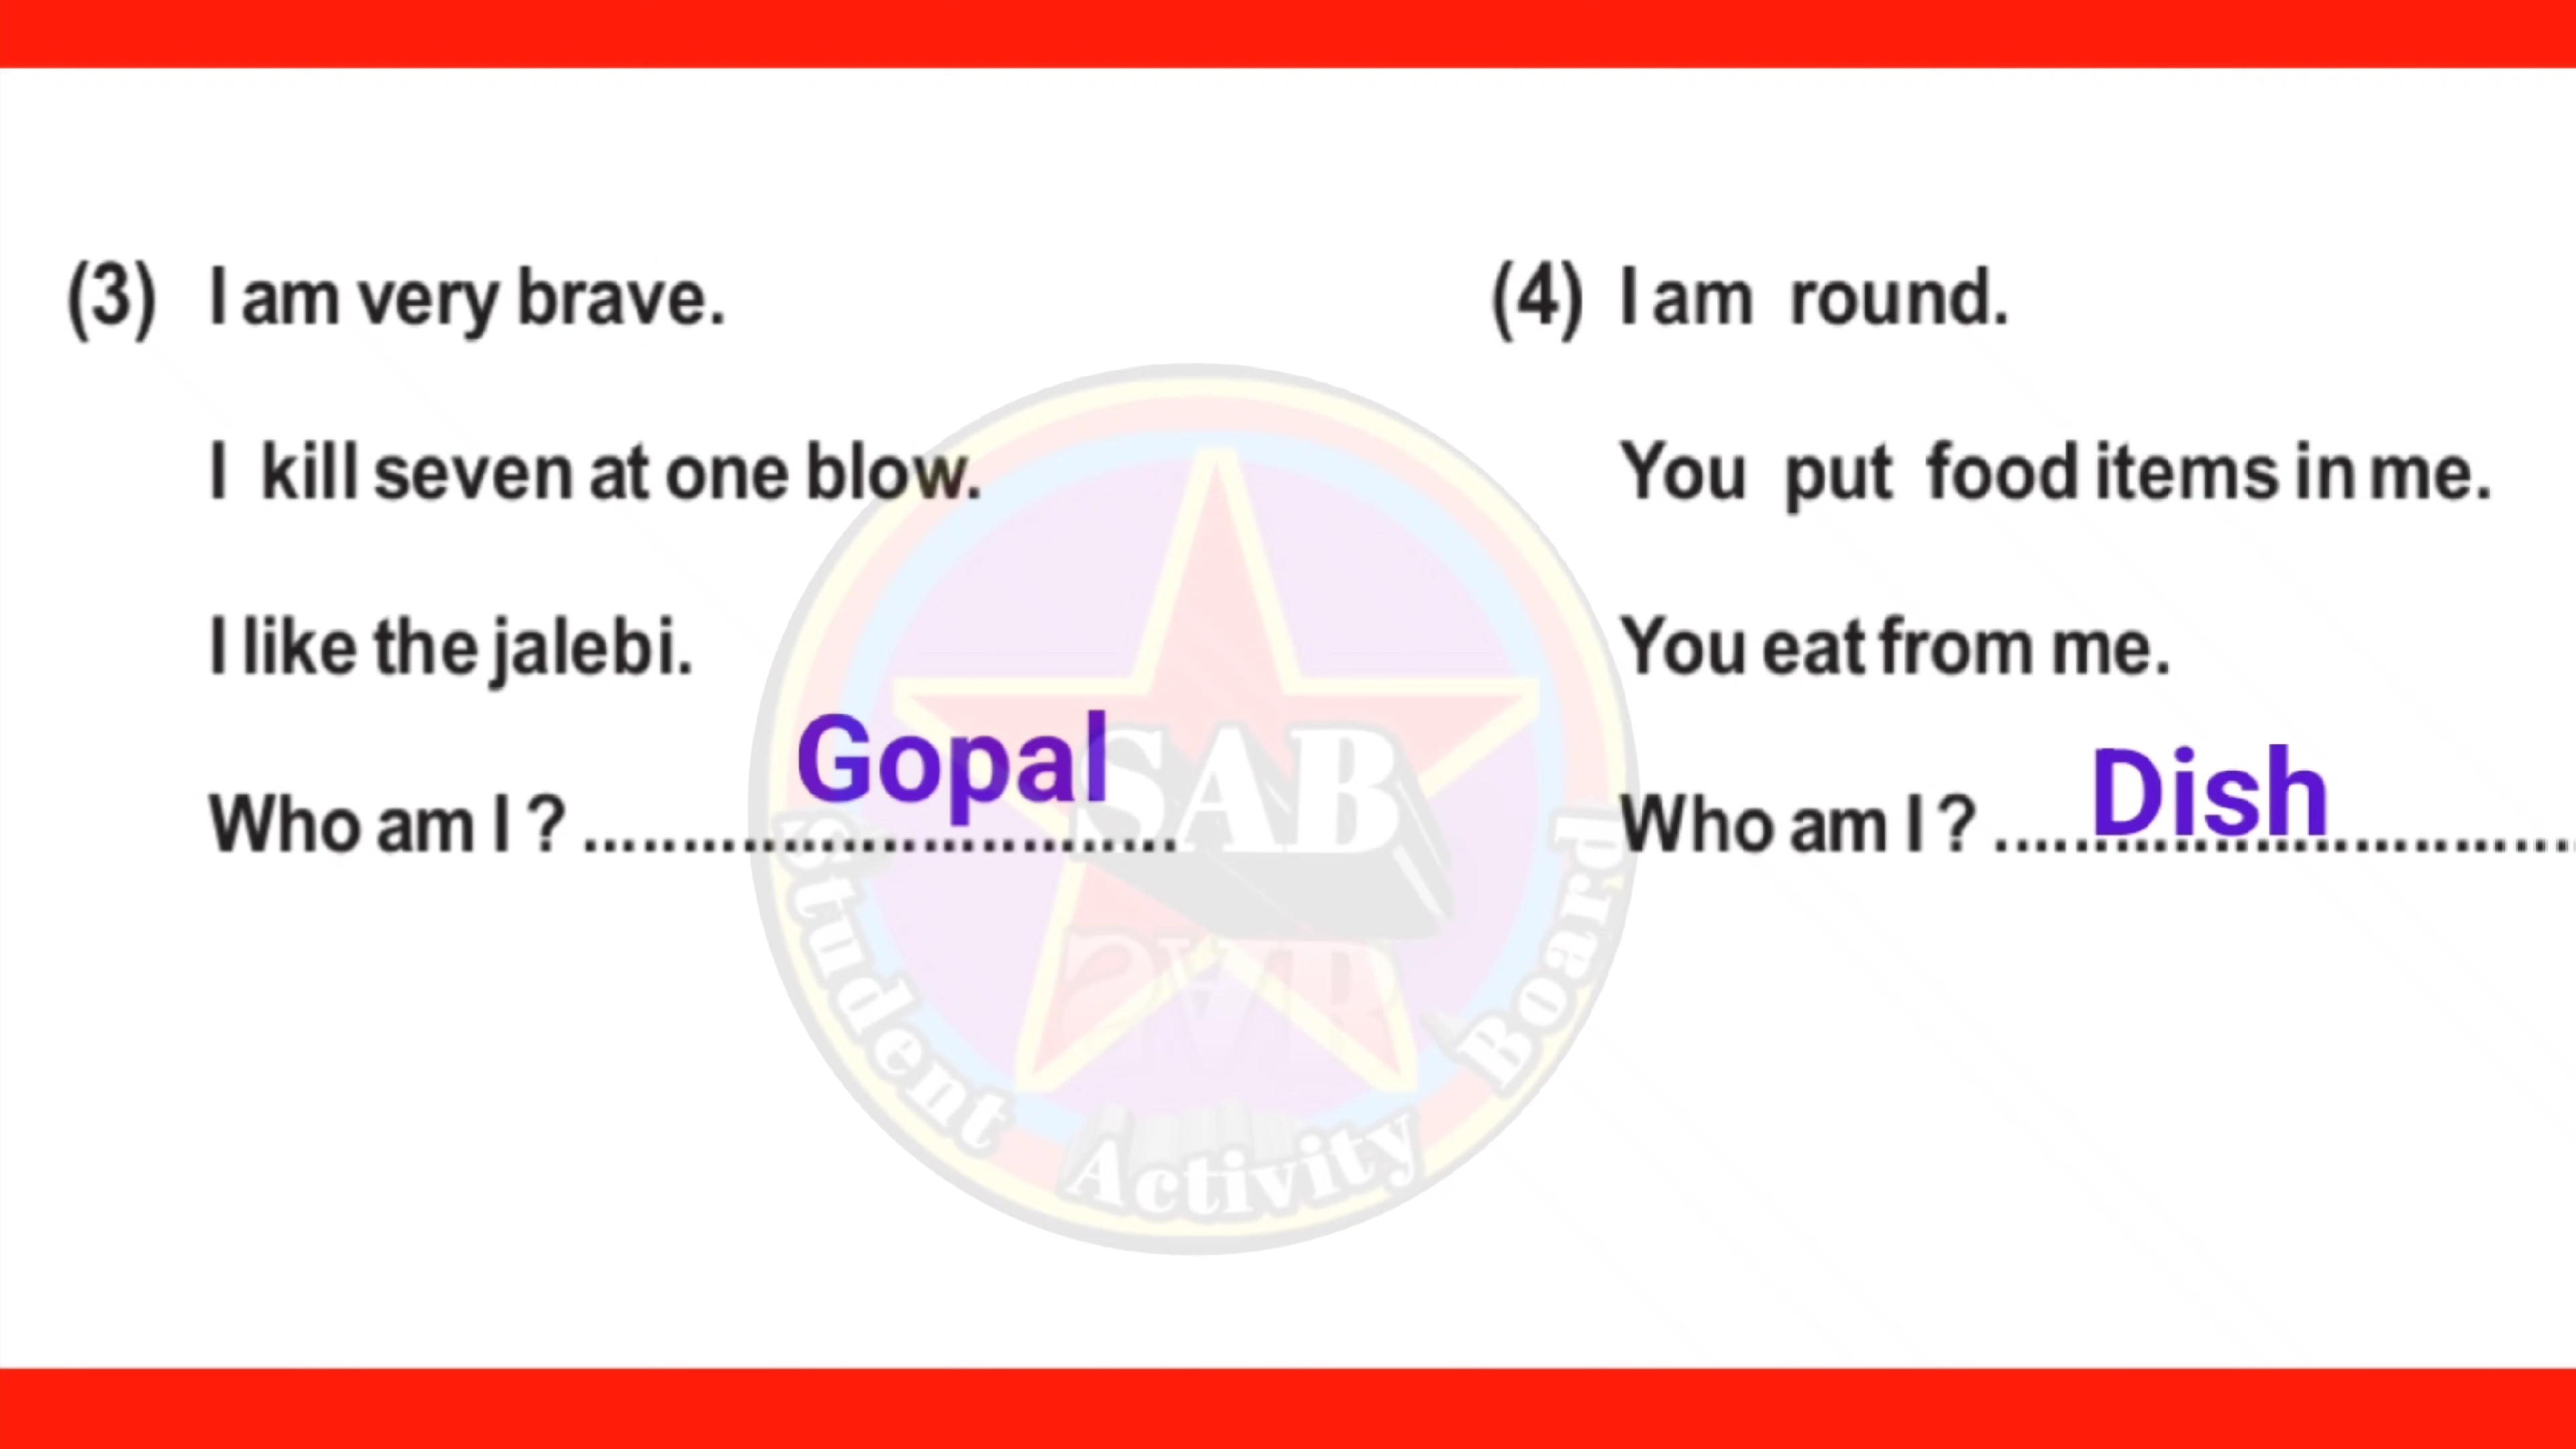 (3) I am very brave.
I kill seven at one blow.
I like the jalebi.
Who am I ? ..............................
Gopal
(4) I am round.
You put food items in me.
You eat from me.
Who am I ? ..............................
Dish
SAB
Student Activity Board